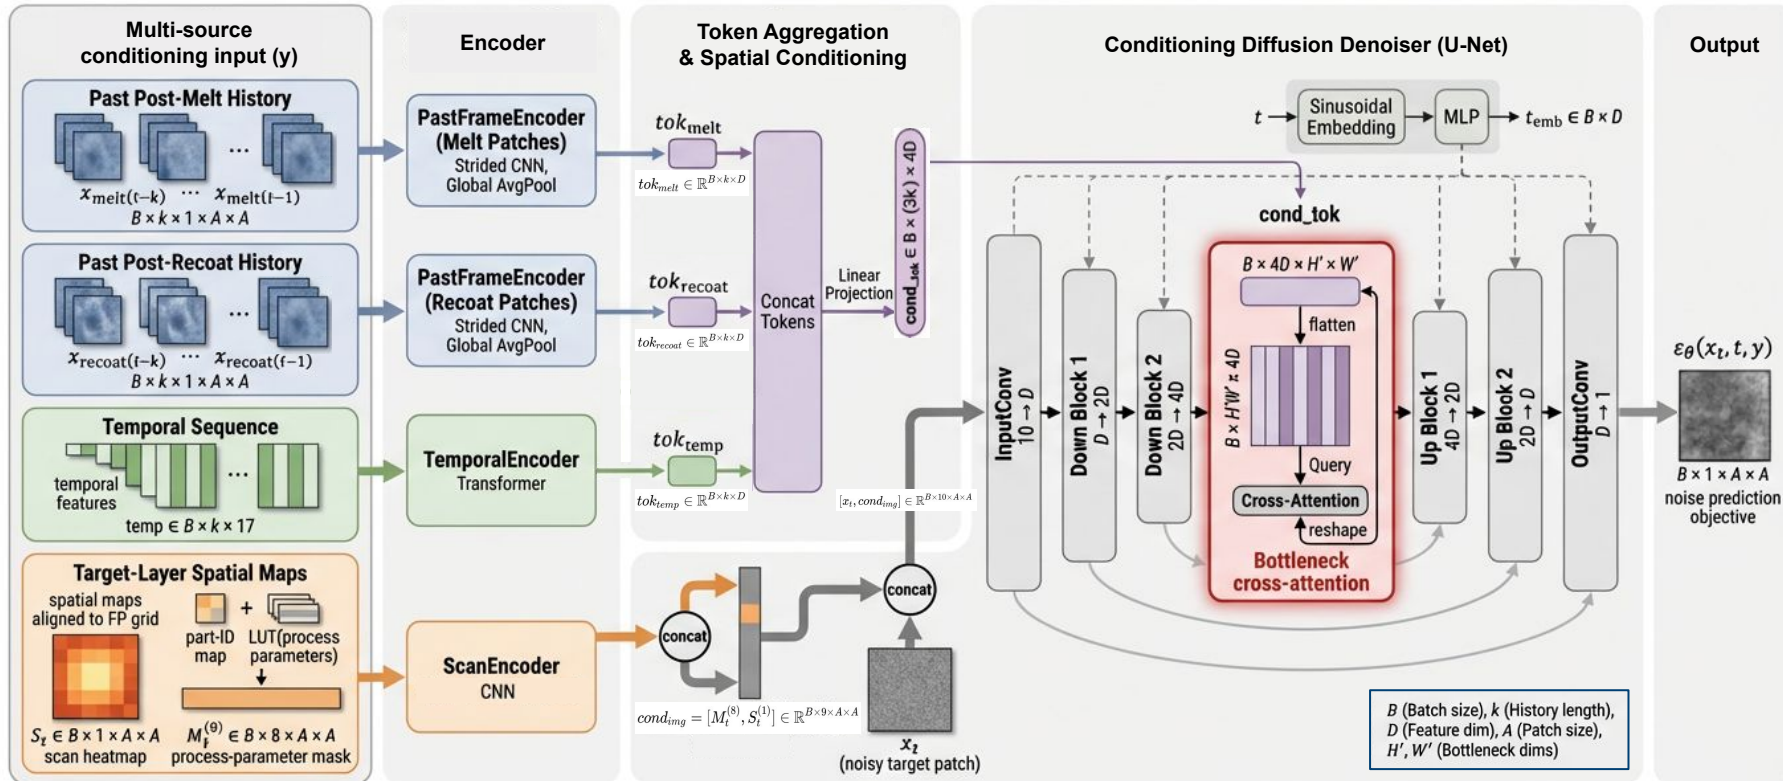 Multi-source
conditioning input (y)
Past Post-Melt History
...
x_melt(t−k) ... x_melt(t−1)
B × k × 1 × A × A
Past Post-Recoat History
...
x_recoat(t−k) ... x_recoat(t−1)
B × k × 1 × A × A
Temporal Sequence
...
temporal
features
temp ∈ B × k × 17
Target-Layer Spatial Maps
spatial maps
aligned to FP grid
part-ID
map
+
LUT(process
parameters)
S_t ∈ B × 1 × A × A
scan heatmap
M_t^(9) ∈ B × 8 × A × A
process-parameter mask
Encoder
PastFrameEncoder
(Melt Patches)
Strided CNN,
Global AvgPool
PastFrameEncoder
(Recoat Patches)
Strided CNN,
Global AvgPool
TemporalEncoder
Transformer
ScanEncoder
CNN
Token Aggregation
& Spatial Conditioning
tok_melt
tok_melt ∈ ℝ^B×k×D
tok_recoat
tok_recoat ∈ ℝ^B×k×D
tok_temp
tok_temp ∈ ℝ^B×k×D
Concat
Tokens
Linear
Projection
cond_tok ∈ B × (3k) × 4D
[x_t, cond_img] ∈ ℝ^B×10×A×A
concat
concat
cond_img = [M_t^(8), S_t^(1)] ∈ ℝ^B×9×A×A
x_t
(noisy target patch)
Conditioning Diffusion Denoiser (U-Net)
t
Sinusoidal
Embedding
MLP
t_emb ∈ B × D
cond_tok
InputConv
10 → D
Down Block 1
D → 2D
Down Block 2
2D → 4D
B × 4D × H′ × W′
flatten
B × H′W′ × 4D
Query
Cross-Attention
reshape
Bottleneck
cross-attention
Up Block 1
4D → 2D
Up Block 2
2D → D
OutputConv
D → 1
B (Batch size), k (History length),
D (Feature dim), A (Patch size),
H′, W′ (Bottleneck dims)
Output
ε_θ(x_t, t, y)
B × 1 × A × A
noise prediction
objective